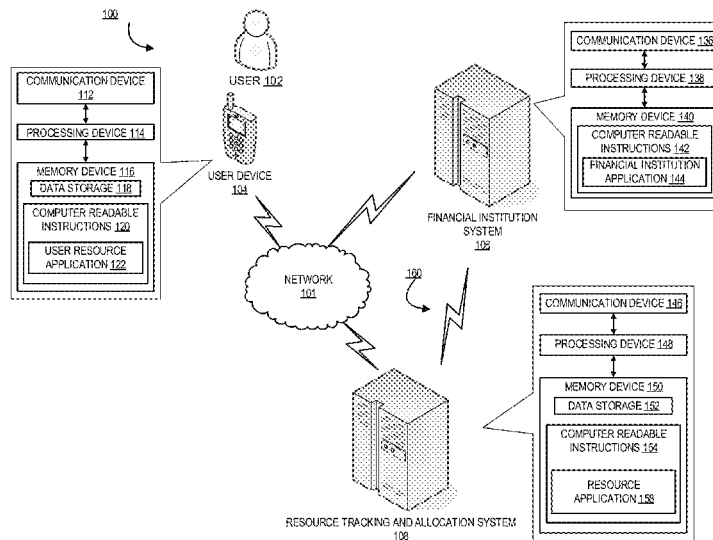 100
USER 102
COMMUNICATION DEVICE
112
PROCESSING DEVICE 114
MEMORY DEVICE 116
DATA STORAGE 118
COMPUTER READABLE
INSTRUCTIONS 120
USER RESOURCE
APPLICATION 122
USER DEVICE
104
COMMUNICATION DEVICE 136
PROCESSING DEVICE 138
MEMORY DEVICE 140
COMPUTER READABLE
INSTRUCTIONS 142
FINANCIAL INSTITUTION
APPLICATION
144
FINANCIAL INSTITUTION
SYSTEM
106
NETWORK
101
160
COMMUNICATION DEVICE 146
PROCESSING DEVICE 148
MEMORY DEVICE 150
DATA STORAGE 152
COMPUTER READABLE
INSTRUCTIONS 154
RESOURCE
APPLICATION 158
RESOURCE TRACKING AND ALLOCATION SYSTEM
108